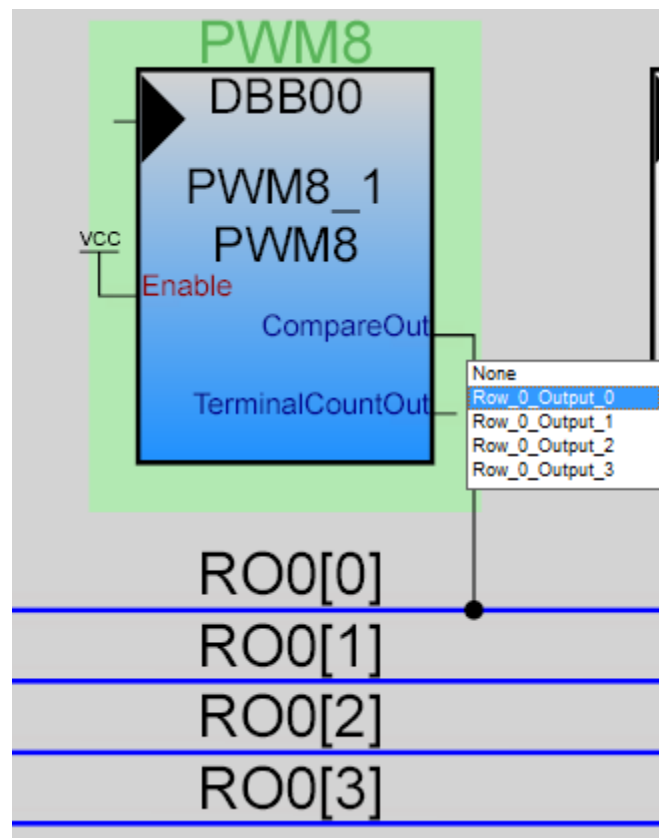 PWM8
DBB00
PWM8_1
PWM8
VCC
Enable
CompareOut
TerminalCountOut
None
Row_0_Output_0
Row_0_Output_1
Row_0_Output_2
Row_0_Output_3
RO0[0]
RO0[1]
RO0[2]
RO0[3]